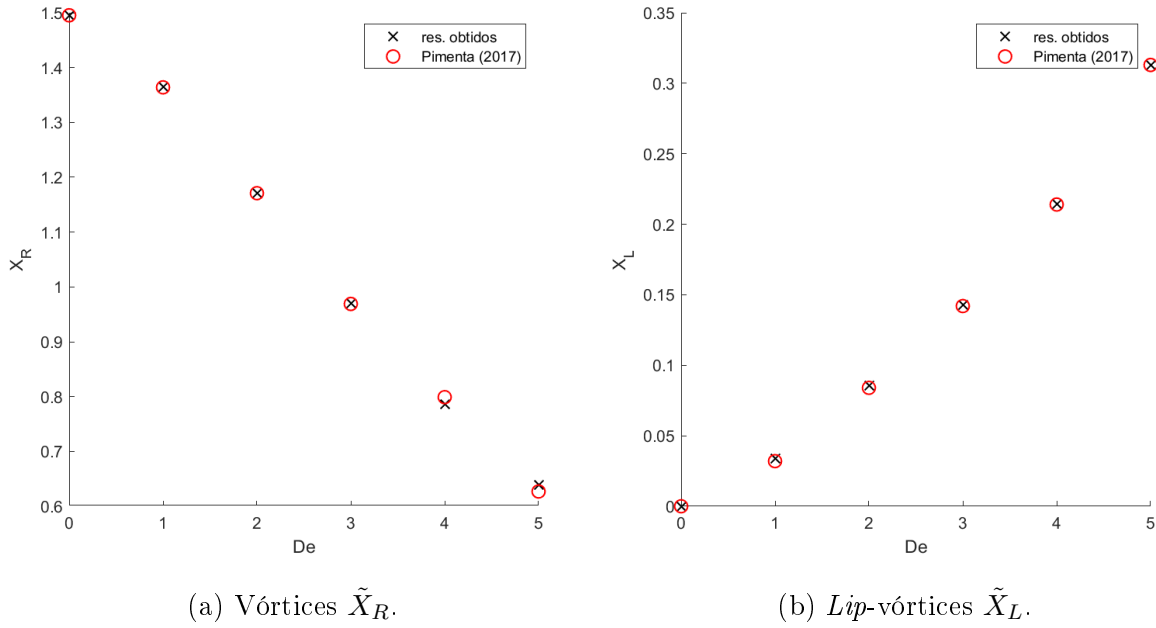 1.5
1.4
1.3
1.2
1.1
1
0.9
0.8
0.7
0.6
X_R
0 1 2 3 4 5
De
× res. obtidos
○ Pimenta (2017)
(a) Vórtices X̃_R.
0.35
0.3
0.25
0.2
0.15
0.1
0.05
0
X_L
0 1 2 3 4 5
De
× res. obtidos
○ Pimenta (2017)
(b) Lip-vórtices X̃_L.